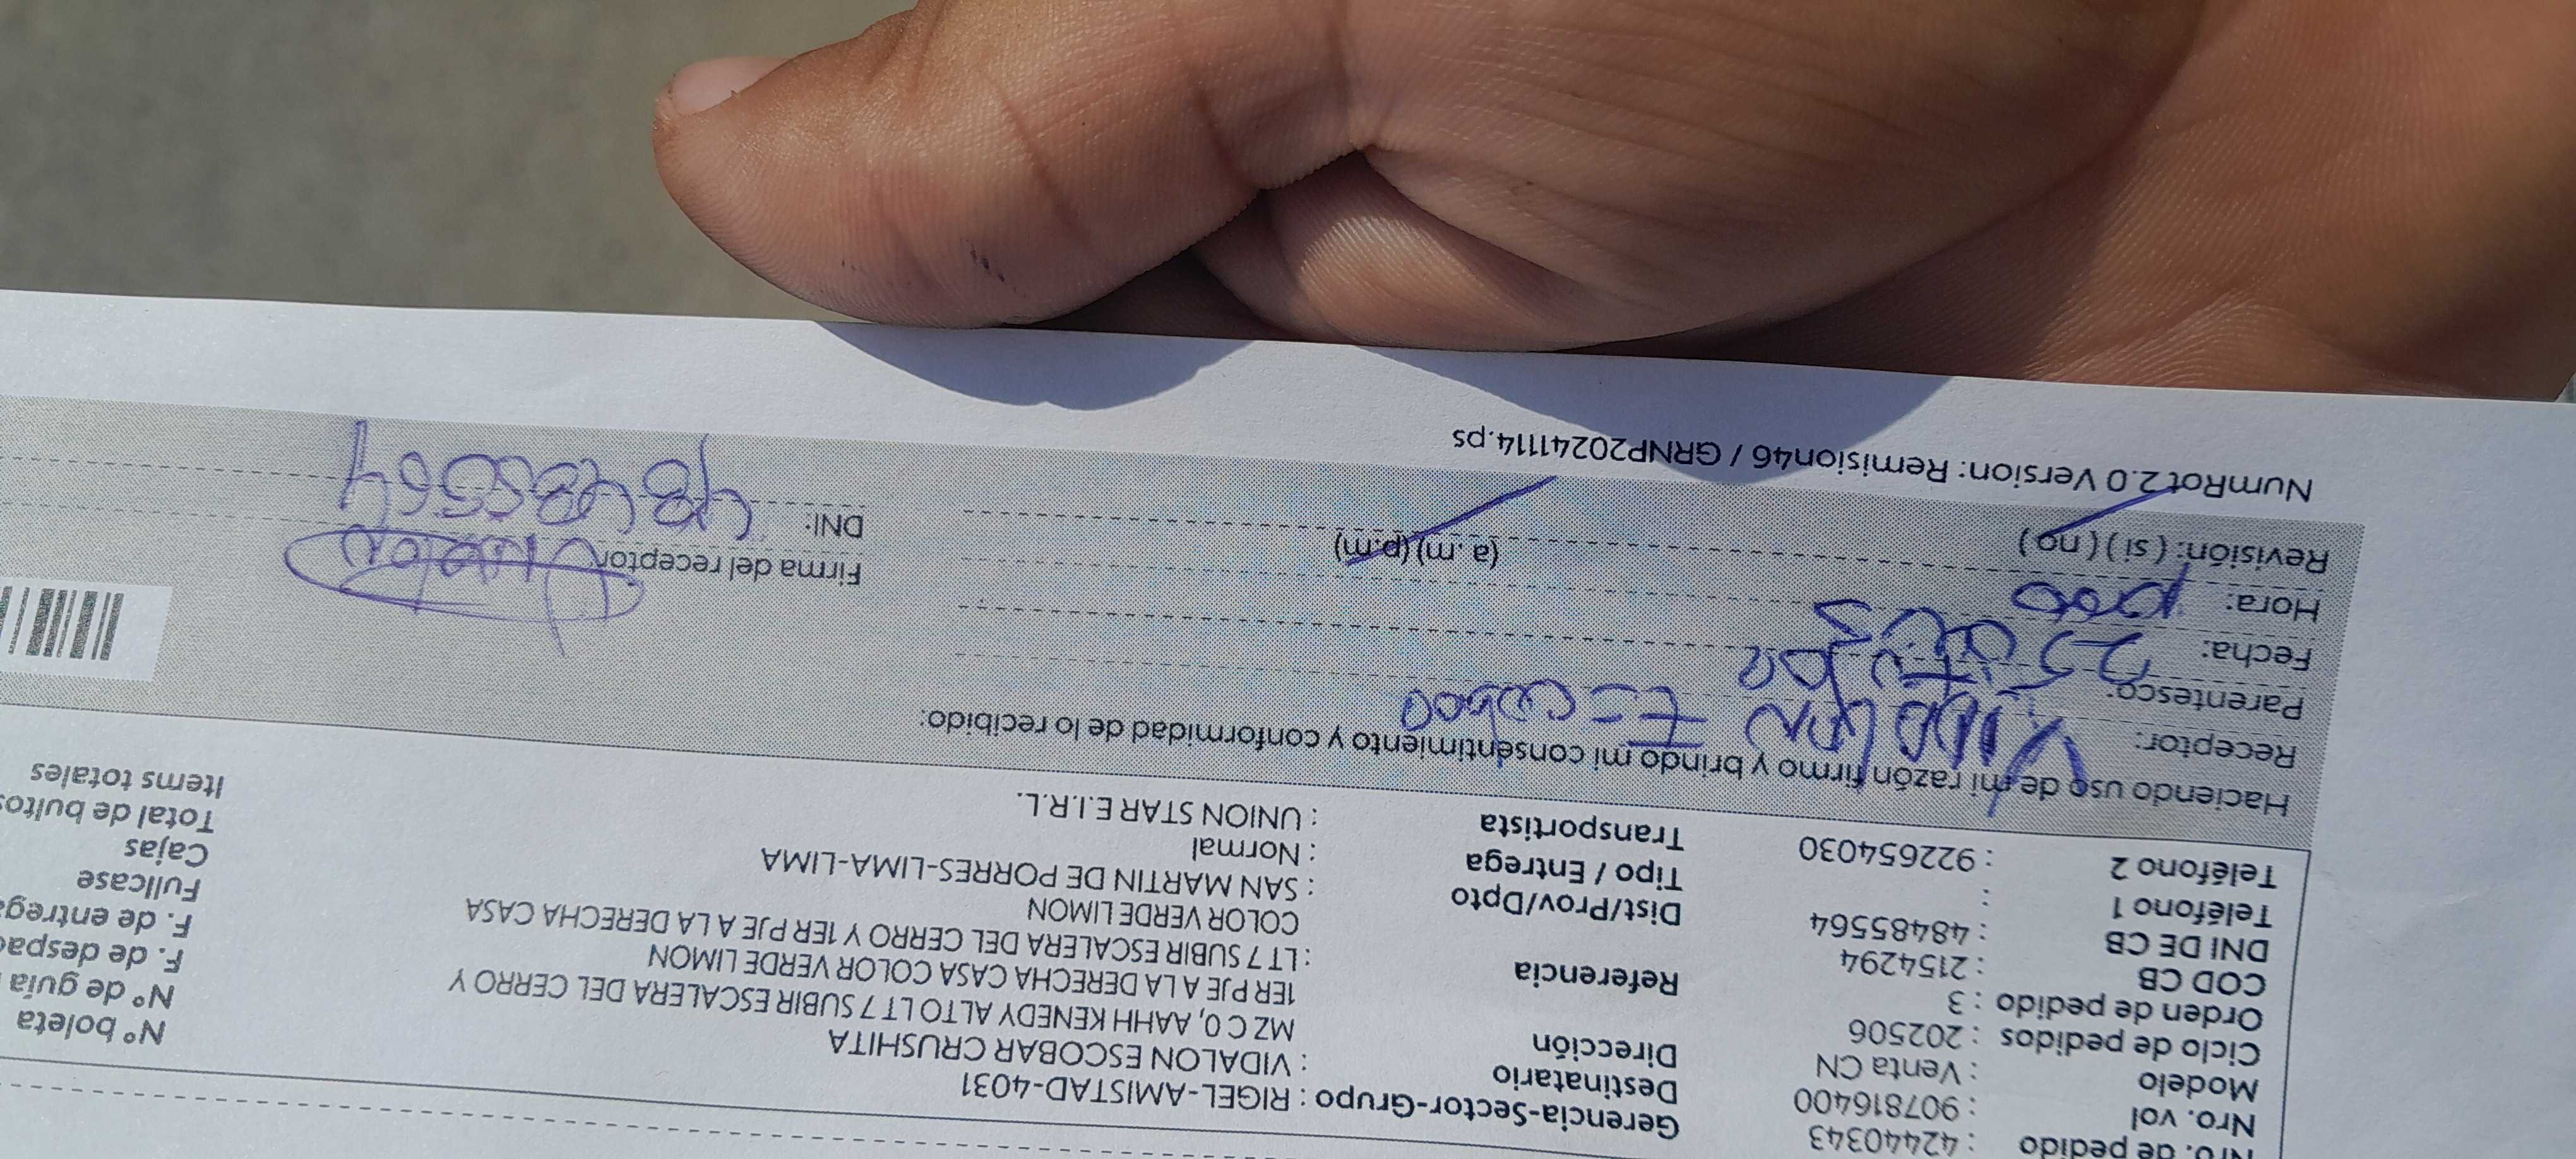 Nro. de pedido : 42440343
Nro. vol : 907816400
Modelo : Venta CN
Ciclo de pedidos : 202506
Orden de pedido : 3
COD CB : 2154294
DNI DE CB : 48485564
Teléfono 1 :
Teléfono 2 : 922654030
Gerencia-Sector-Grupo : RIGEL-AMISTAD-4031
Destinatario : VIDALON ESCOBAR CRUSHITA
Dirección
MZ C 0, AAHH KENEDY ALTO LT 7 SUBIR ESCALERA DEL CERRO Y
1ER PJE A LA DERECHA CASA COLOR VERDE LIMON
Referencia : LT 7 SUBIR ESCALERA DEL CERRO Y 1ER PJE A LA DERECHA CASA
COLOR VERDE LIMON
Dist/Prov/Dpto : SAN MARTIN DE PORRES-LIMA-LIMA
Tipo / Entrega : Normal
Transportista : UNION STAR E.I.R.L.
N° boleta
N° de guía
F. de despac
F. de entrega
Fullcase
Cajas
Total de bultos
Items totales
Haciendo uso de mi razón firmo y brindo mi consentimiento y conformidad de lo recibido:
Receptor:
Parentesco:
Fecha:
Hora:
Revisión: ( si ) ( no )
(a. m) (p.m)
Firma del receptor
DNI: 48485564
NumRot 2.0 Version: Remision46 / GRNP20241114.ps